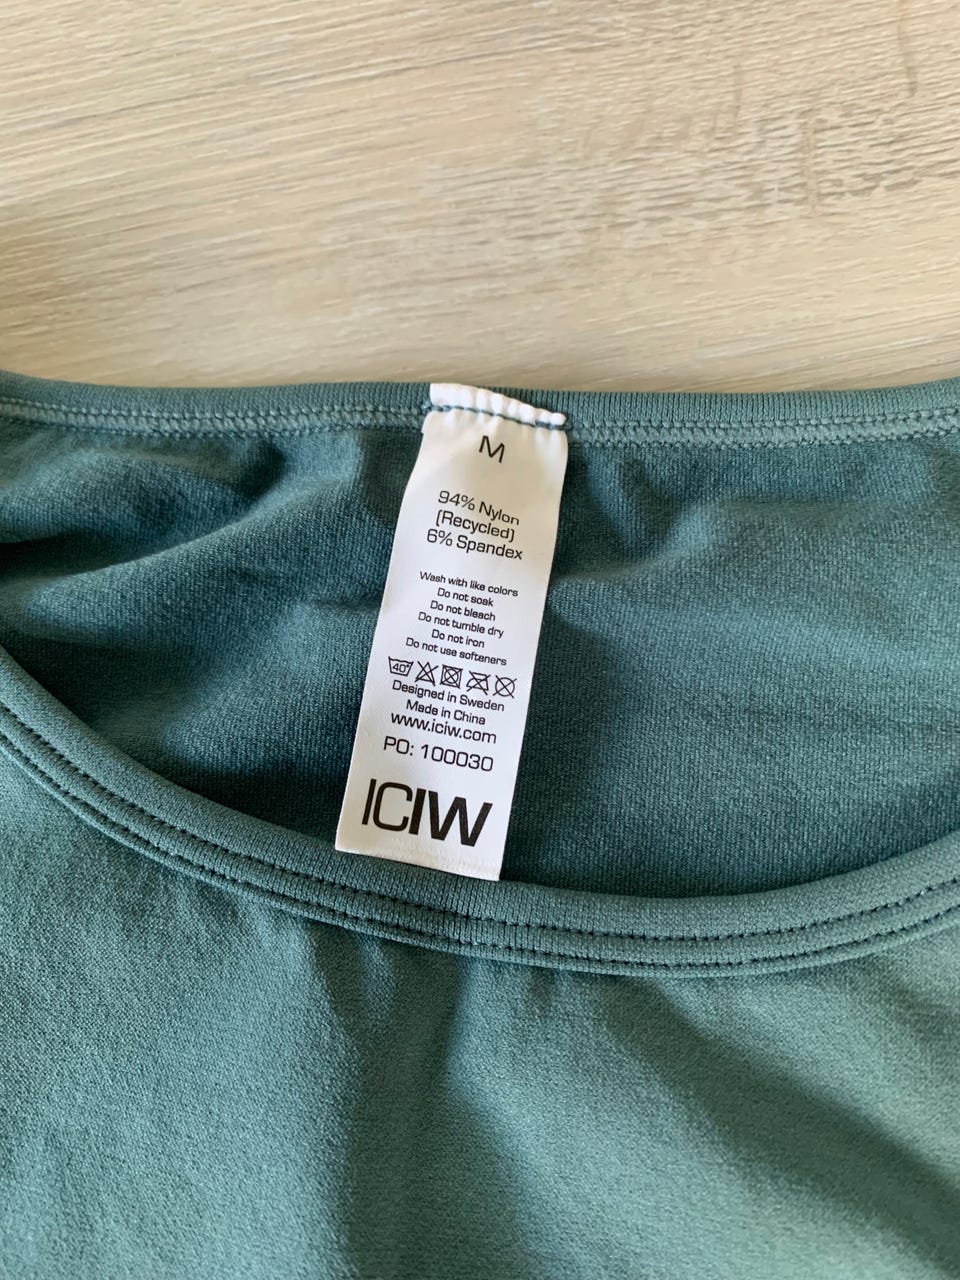 M
94% Nylon
(Recycled)
6% Spandex
Wash with like colors
Do not soak
Do not bleach
Do not tumble dry
Do not iron
Do not use softeners
40°
Designed in Sweden
Made in China
www.iciw.com
PO: 100030
ICIW